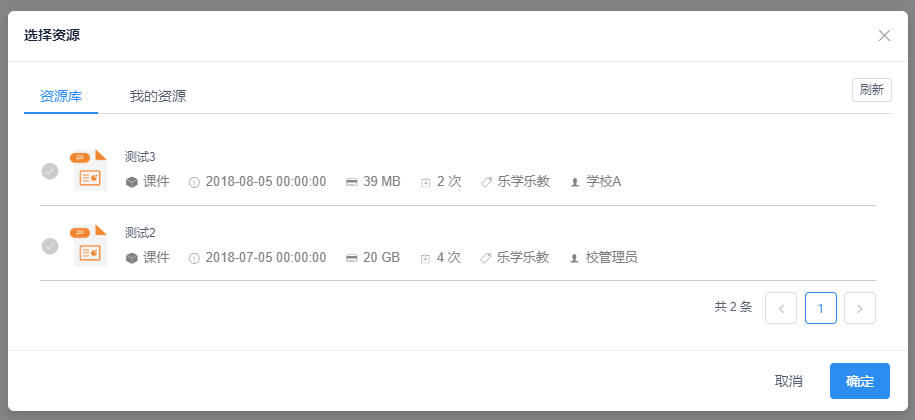 选择资源
资源库 我的资源 刷新
测试3
课件 2018-08-05 00:00:00 39 MB 2 次 乐学乐教 学校A
测试2
课件 2018-07-05 00:00:00 20 GB 4 次 乐学乐教 校管理员
共 2 条 1
取消 确定